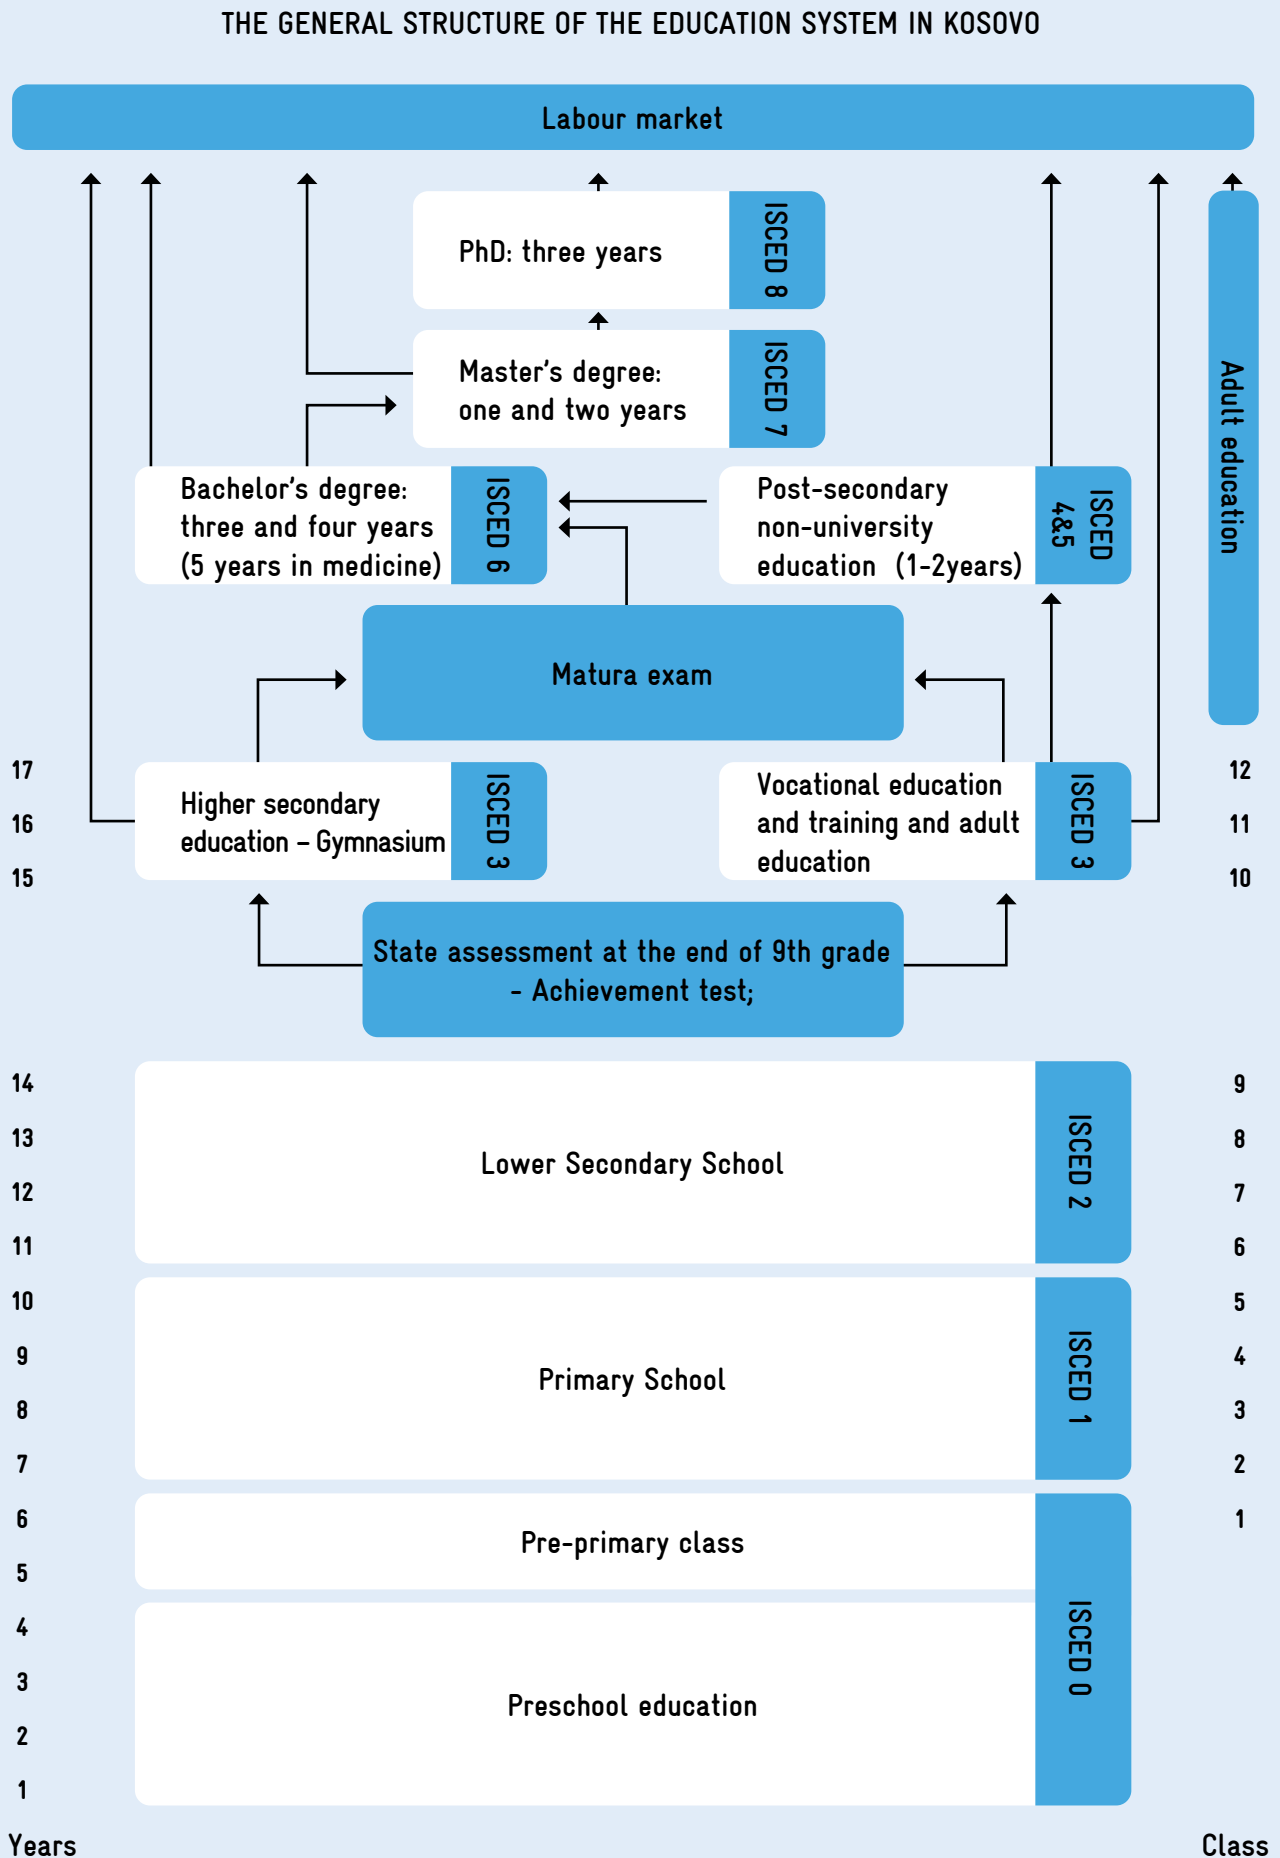 THE GENERAL STRUCTURE OF THE EDUCATION SYSTEM IN KOSOVO
Labour market
PhD: three years
ISCED 8
Master's degree:
one and two years
ISCED 7
Adult education
Bachelor's degree:
three and four years
(5 years in medicine)
ISCED 6
Post-secondary
non-university
education (1-2years)
ISCED
4&5
Matura exam
17
16
15
Higher secondary
education – Gymnasium
ISCED 3
Vocational education
and training and adult
education
ISCED 3
12
11
10
State assessment at the end of 9th grade
- Achievement test;
14
13
12
11
Lower Secondary School
ISCED 2
9
8
7
6
10
9
8
7
Primary School
ISCED 1
5
4
3
2
6
5
Pre-primary class
1
4
3
2
1
Preschool education
ISCED 0
Years
Class